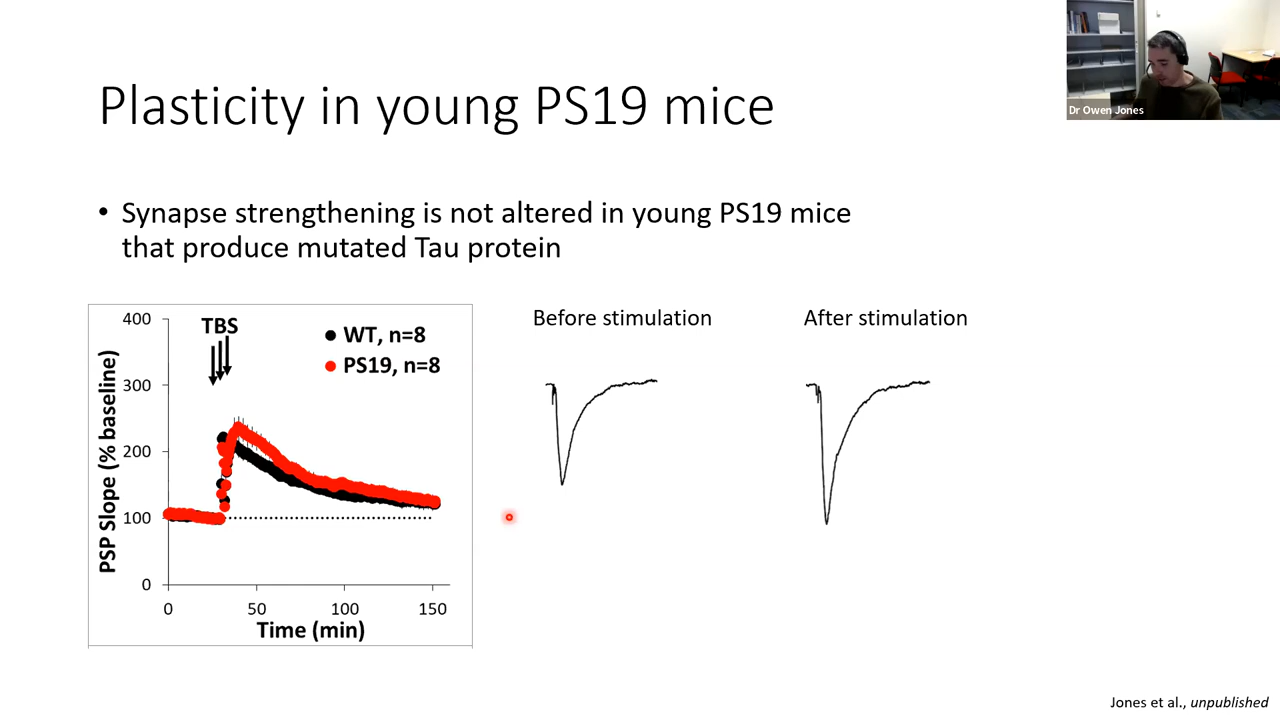 Plasticity in young PS19 mice
Dr Owen Jones
• Synapse strengthening is not altered in young PS19 mice
that produce mutated Tau protein
PSP Slope (% baseline)
400
300
200
100
0
TBS
WT, n=8
PS19, n=8
0 50 100 150
Time (min)
Before stimulation
After stimulation
Jones et al., unpublished